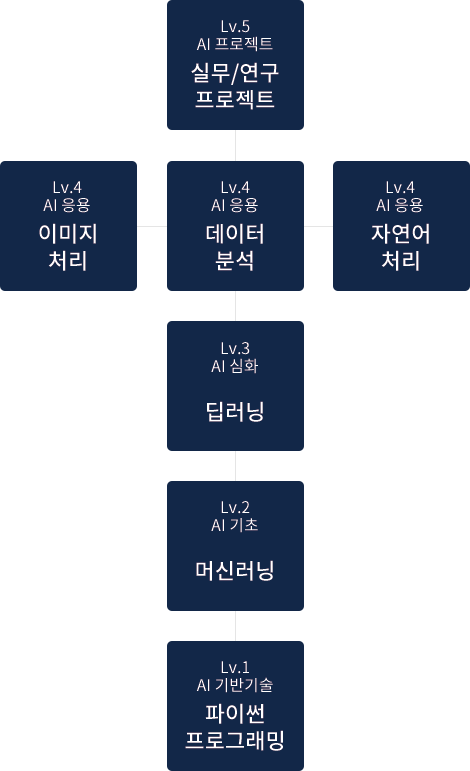 Lv.5
AI 프로젝트
실무/연구
프로젝트
Lv.4
AI 응용
이미지
처리
Lv.4
AI 응용
데이터
분석
Lv.4
AI 응용
자연어
처리
Lv.3
AI 심화
딥러닝
Lv.2
AI 기초
머신러닝
Lv.1
AI 기반기술
파이썬
프로그래밍